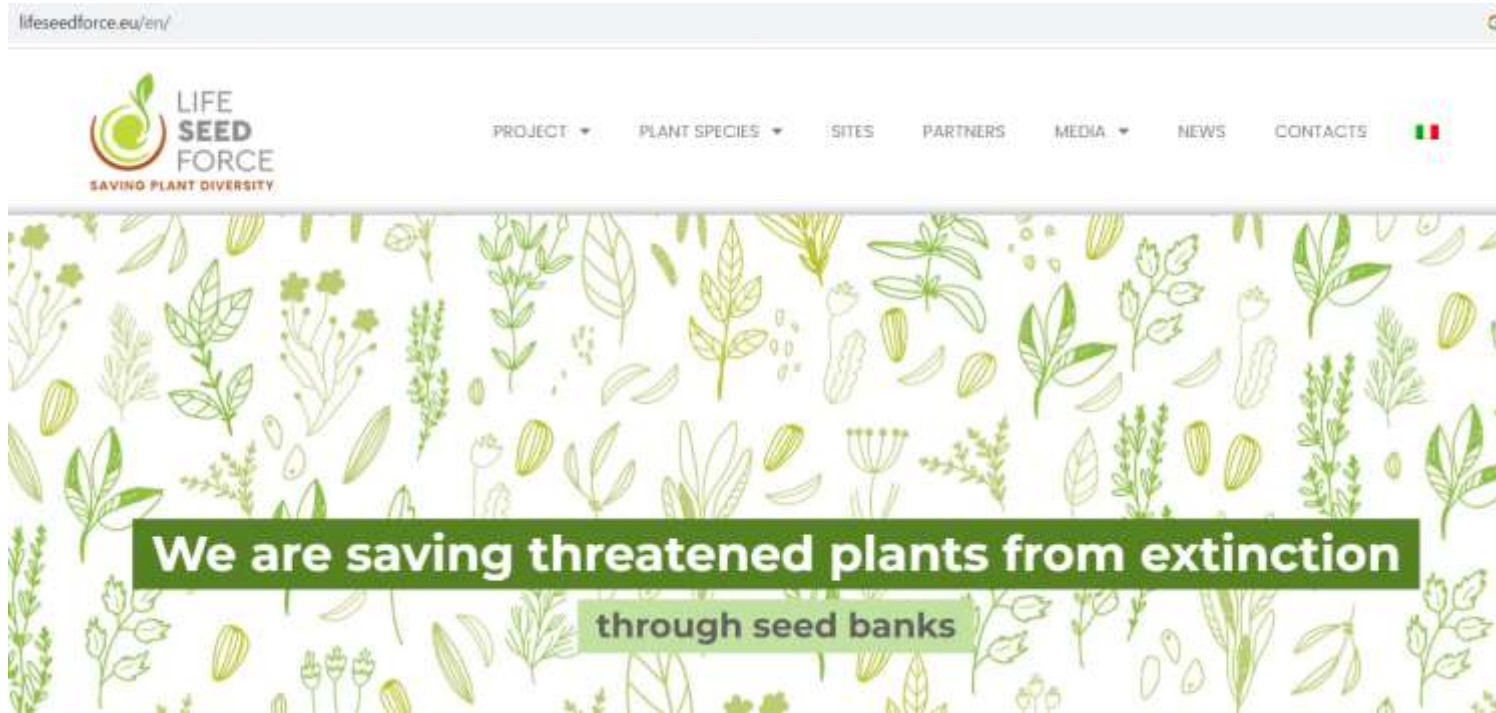 lifeseedforce.eu/en/
LIFE
SEED
FORCE
SAVING PLANT DIVERSITY
PROJECT
PLANT SPECIES
SITES
PARTNERS
MEDIA
NEWS
CONTACTS
We are saving threatened plants from extinction
through seed banks